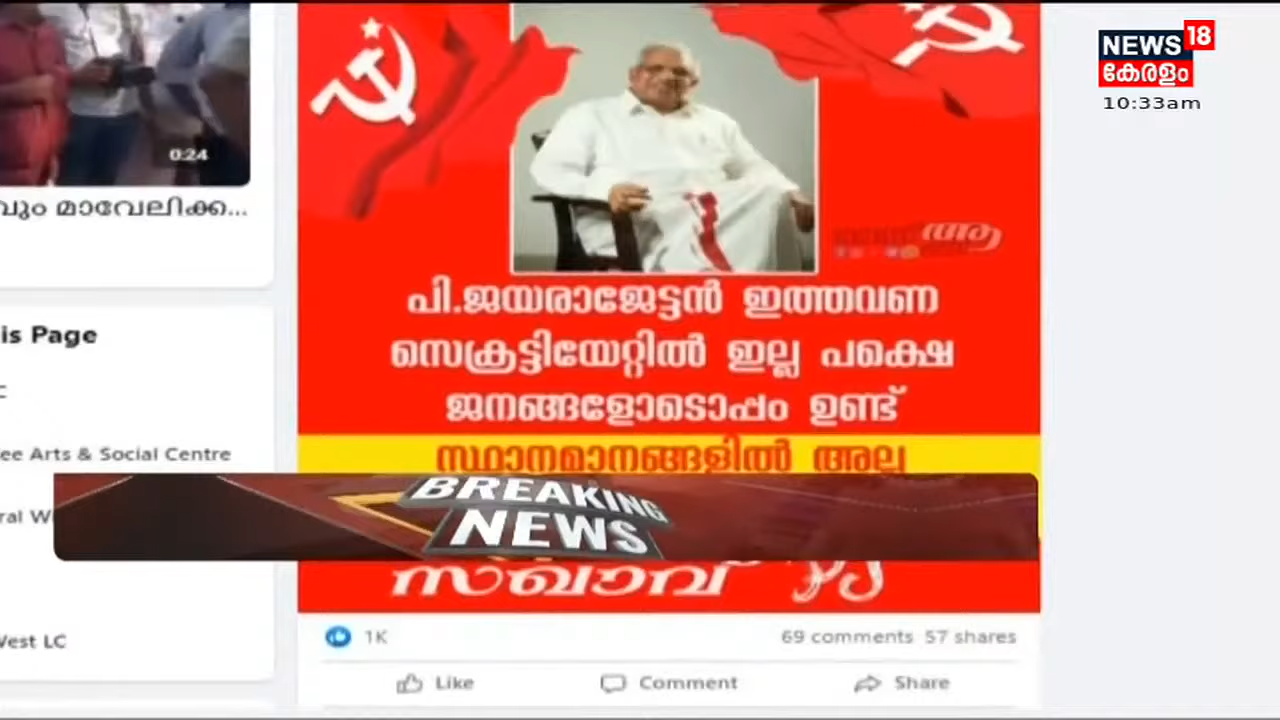 NEWS 18
കേരളം
10:33am
0:24
വും മാവേലിക്ക...
is Page
ee Arts & Social Centre
ral W
West LC
പി.ജയരാജേട്ടൻ ഇത്തവണ
സെക്രട്ടിയേറ്റിൽ ഇല്ല പക്ഷെ
ജനങ്ങളോടൊപ്പം ഉണ്ട്
സ്ഥാനമാനങ്ങളിൽ അല്ല
BREAKING
NEWS
സഖാവ്
1K
69 comments 57 shares
Like Comment Share